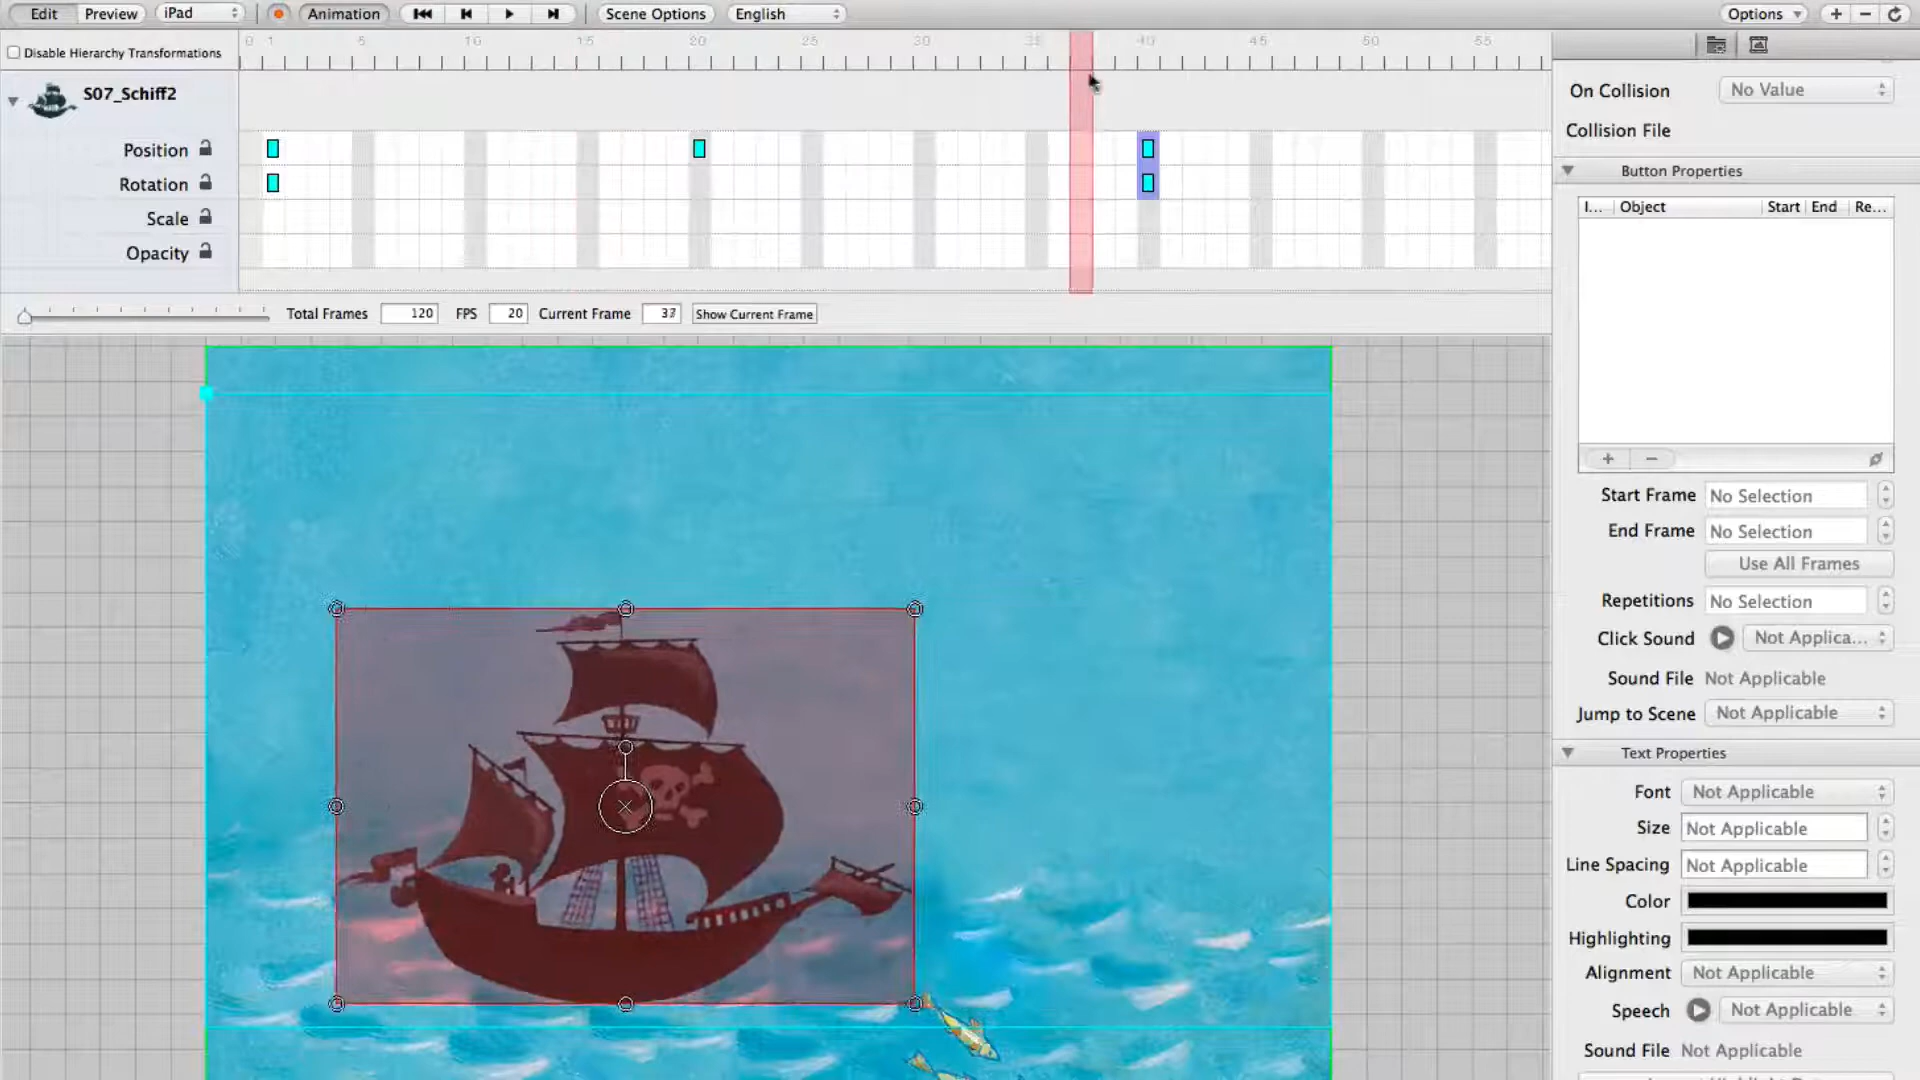 Edit Preview iPad Animation Scene Options English Options
Disable Hierarchy Transformations
0 1 5 10 15 20 25 30 35 40 45 50 55
S07_Schiff2
Position
Rotation
Scale
Opacity
Total Frames 120 FPS 20 Current Frame 37 Show Current Frame
On Collision No Value
Collision File
Button Properties
I... Object Start End Re...
Start Frame No Selection
End Frame No Selection
Use All Frames
Repetitions No Selection
Click Sound Not Applica...
Sound File Not Applicable
Jump to Scene Not Applicable
Text Properties
Font Not Applicable
Size Not Applicable
Line Spacing Not Applicable
Color
Highlighting
Alignment Not Applicable
Speech Not Applicable
Sound File Not Applicable